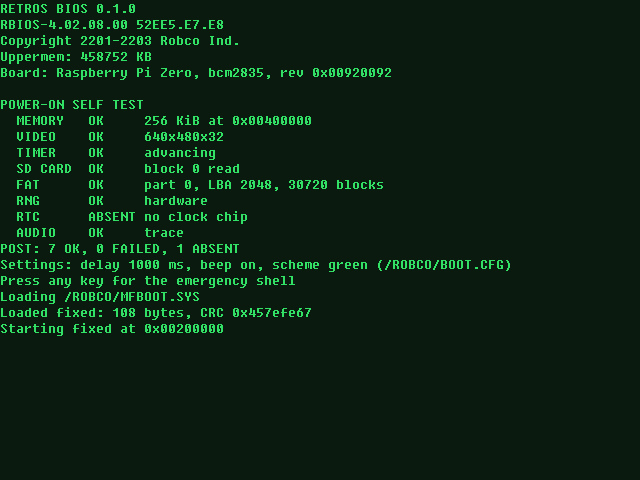 RETROS BIOS 0.1.0
RBIOS-4.02.08.00 52EE5.E7.E8
Copyright 2201-2203 Robco Ind.
Uppermem: 458752 KB
Board: Raspberry Pi Zero, bcm2835, rev 0x00920092
POWER-ON SELF TEST
MEMORY OK 256 KiB at 0x00400000
VIDEO OK 640x480x32
TIMER OK advancing
SD CARD OK block 0 read
FAT OK part 0, LBA 2048, 30720 blocks
RNG OK hardware
RTC ABSENT no clock chip
AUDIO OK trace
POST: 7 OK, 0 FAILED, 1 ABSENT
Settings: delay 1000 ms, beep on, scheme green (/ROBCO/BOOT.CFG)
Press any key for the emergency shell
Loading /ROBCO/MFBOOT.SYS
Loaded fixed: 108 bytes, CRC 0x457efe67
Starting fixed at 0x00200000